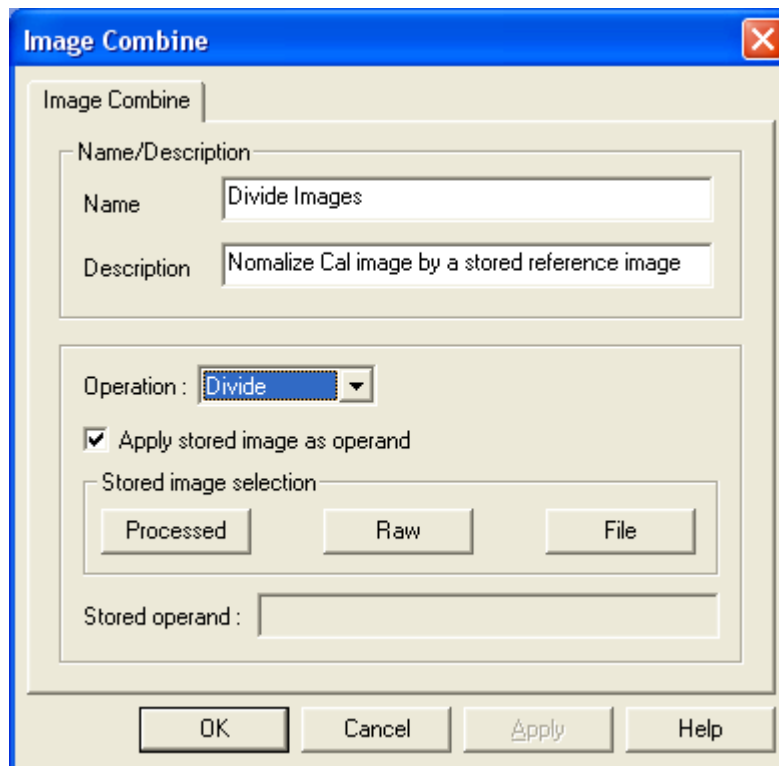 Image Combine
Image Combine
Name/Description
Name Divide Images
Description Nomalize Cal image by a stored reference image
Operation : Divide
Apply stored image as operand
Stored image selection
Processed Raw File
Stored operand :
OK Cancel Apply Help